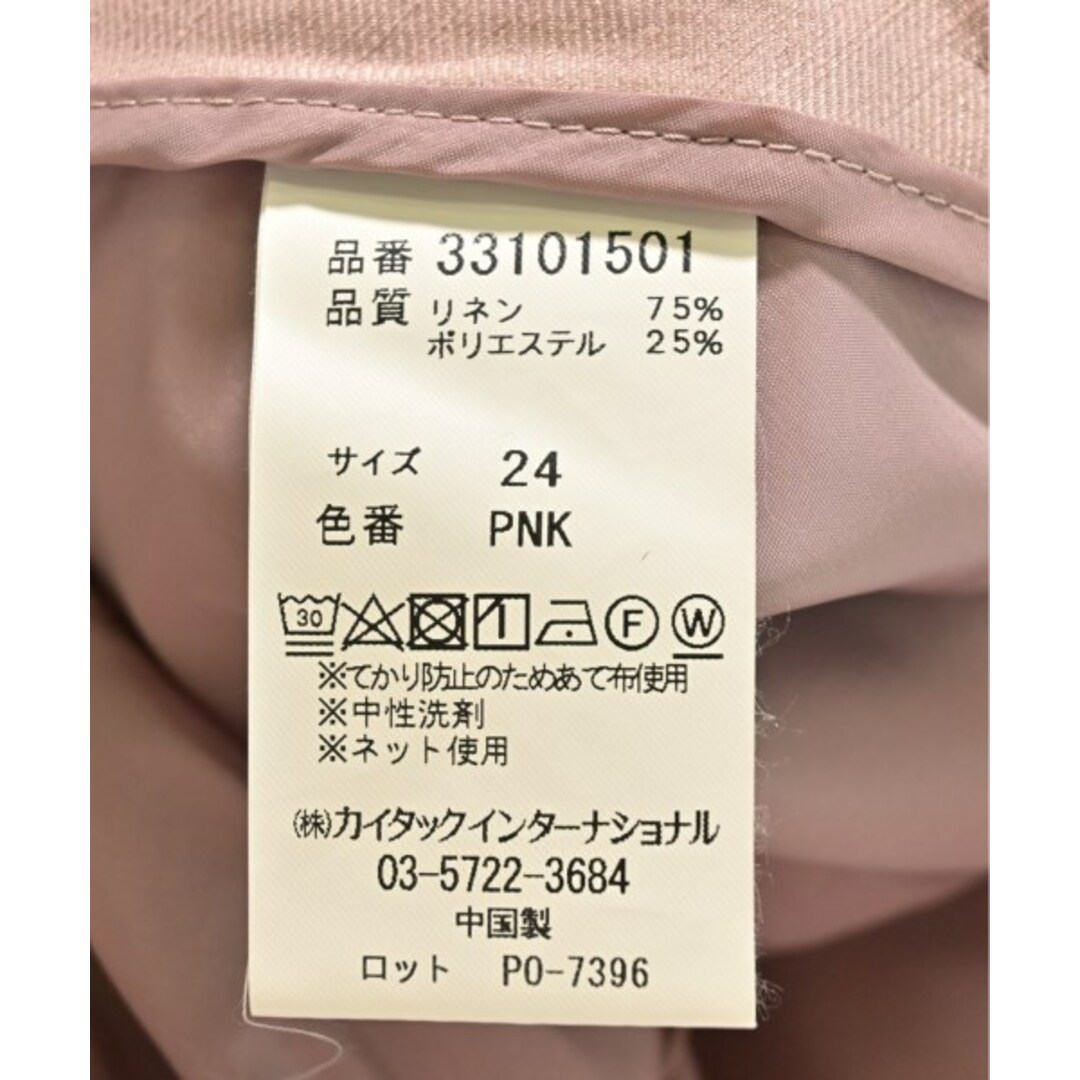 品番 33101501
品質 リネン 75%
ポリエステル 25%
サイズ 24
色番 PNK
30 F W
※てかり防止のためあて布使用
※中性洗剤
※ネット使用
㈱カイタックインターナショナル
03-5722-3684
中国製
ロット PO-7396